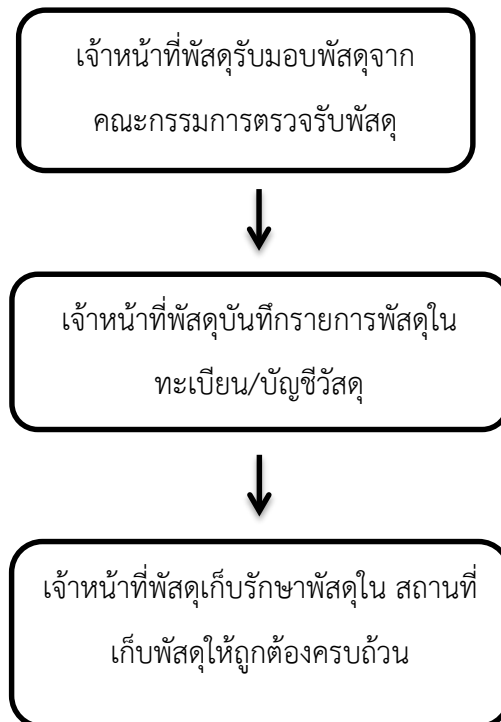 เจ้าหน้าที่พัสดุรับมอบพัสดุจาก
คณะกรรมการตรวจรับพัสดุ
เจ้าหน้าที่พัสดุบันทึกรายการพัสดุใน
ทะเบียน/บัญชีวัสดุ
เจ้าหน้าที่พัสดุเก็บรักษาพัสดุใน สถานที่
เก็บพัสดุให้ถูกต้องครบถ้วน